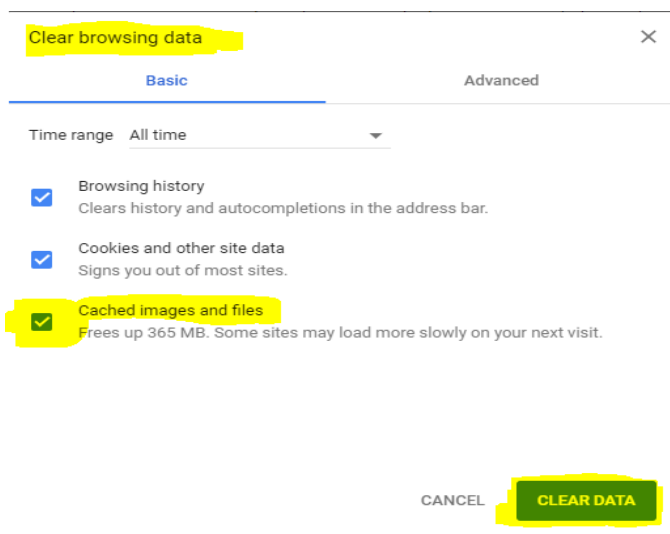 Clear browsing data
Basic
Advanced
Time range All time
Browsing history
Clears history and autocompletions in the address bar.
Cookies and other site data
Signs you out of most sites.
Cached images and files
Frees up 365 MB. Some sites may load more slowly on your next visit.
CANCEL
CLEAR DATA